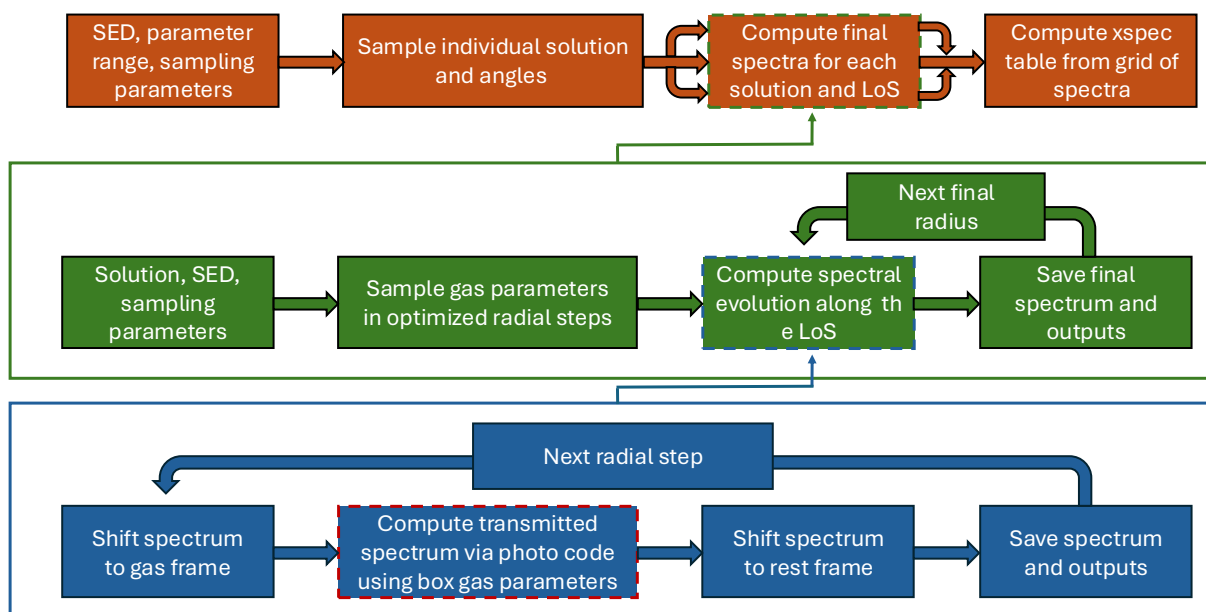 SED, parameter
range, sampling
parameters
Sample individual solution
and angles
Compute final
spectra for each
solution and LoS
Compute xspec
table from grid of
spectra
Next final
radius
Solution, SED,
sampling
parameters
Sample gas parameters
in optimized radial steps
Compute spectral
evolution along th
e LoS
Save final
spectrum and
outputs
Next radial step
Shift spectrum
to gas frame
Compute transmitted
spectrum via photo code
using box gas parameters
Shift spectrum
to rest frame
Save spectrum
and outputs